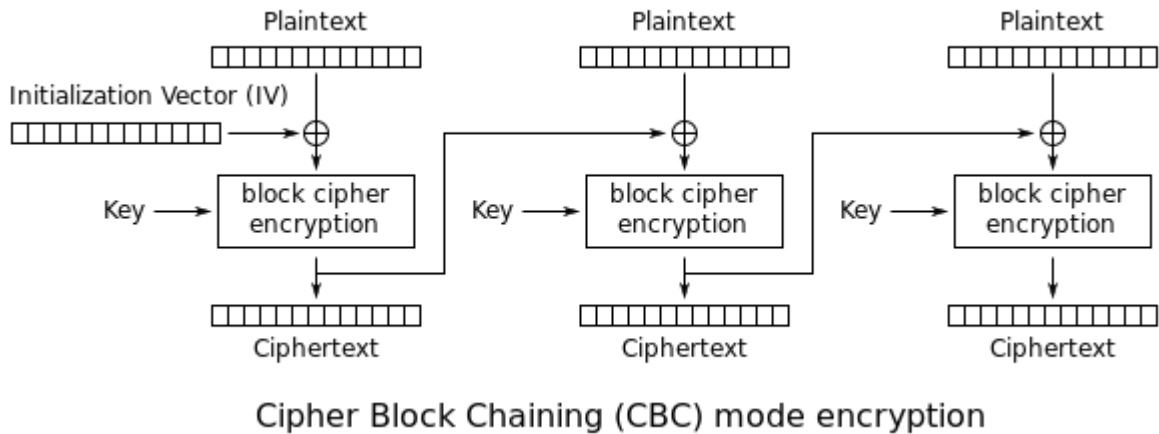 Plaintext
Plaintext
Plaintext
Initialization Vector (IV)
Key
block cipher
encryption
Key
block cipher
encryption
Key
block cipher
encryption
Ciphertext
Ciphertext
Ciphertext
Cipher Block Chaining (CBC) mode encryption